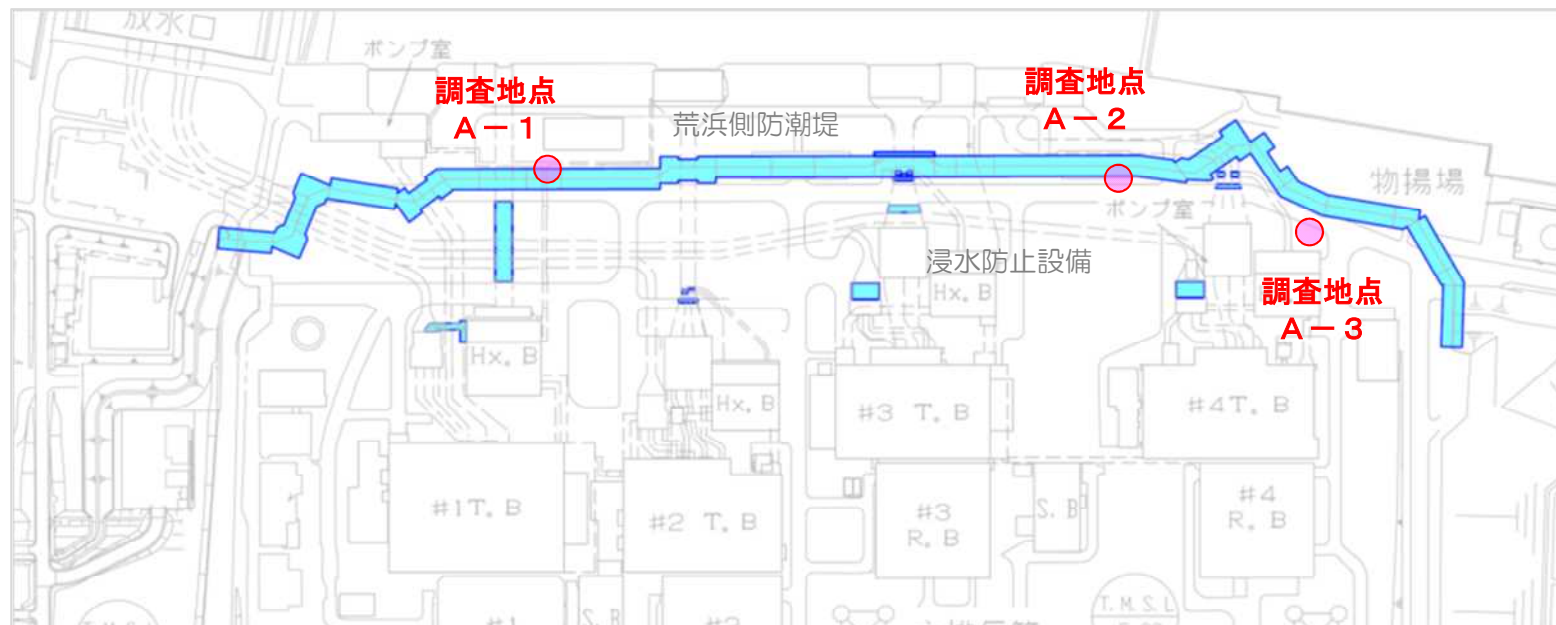 放水口
ポンプ室
調査地点
A－1
荒浜側防潮堤
調査地点
A－2
物揚場
ポンプ室
浸水防止設備
調査地点
A－3
Hx. B
Hx. B
Hx. B
#3 T. B
#4T. B
#1T. B
#2 T. B
#3
R. B
S. B
#4
R. B
T. M. S. L
T. M. S. L
#1
S. B
#2